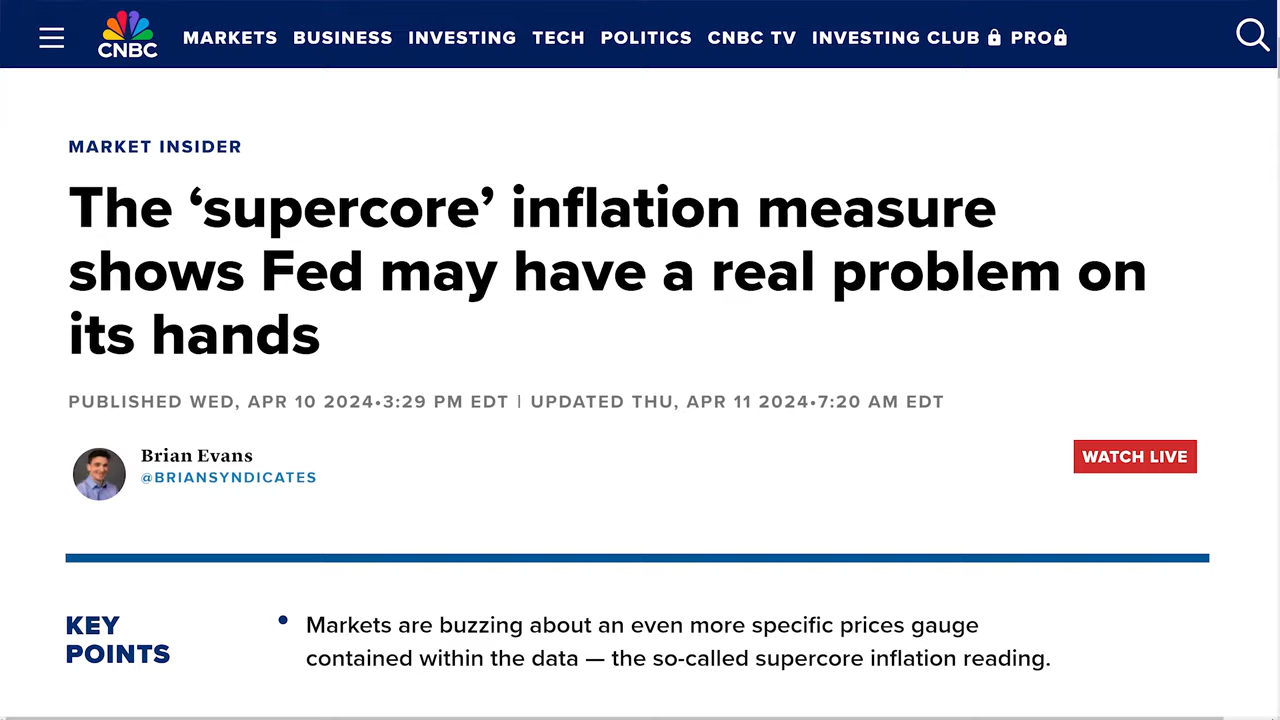 CNBC MARKETS BUSINESS INVESTING TECH POLITICS CNBC TV INVESTING CLUB PRO
MARKET INSIDER
The ‘supercore’ inflation measure
shows Fed may have a real problem on
its hands
PUBLISHED WED, APR 10 2024•3:29 PM EDT | UPDATED THU, APR 11 2024•7:20 AM EDT
Brian Evans
@BRIANSYNDICATES
WATCH LIVE
KEY
POINTS
• Markets are buzzing about an even more specific prices gauge
contained within the data — the so-called supercore inflation reading.